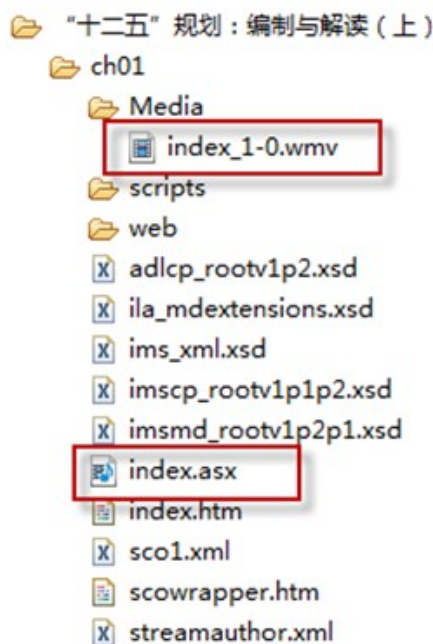 “十二五”规划：编制与解读（上）
ch01
Media
index_1-0.wmv
scripts
web
adlcp_rootv1p2.xsd
ila_mdextensions.xsd
ims_xml.xsd
imscp_rootv1p1p2.xsd
imsmd_rootv1p2p1.xsd
index.asx
index.htm
sco1.xml
scowrapper.htm
streamauthor.xml